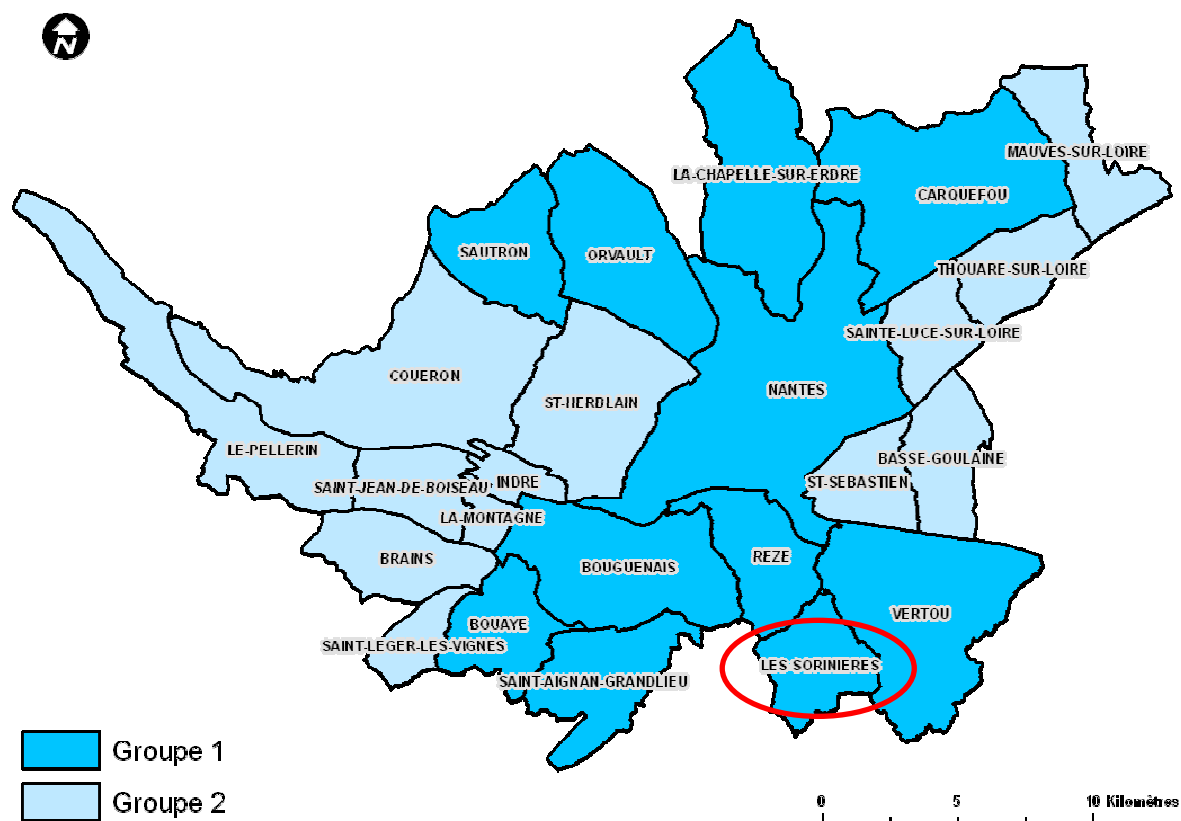 N
MAUVES-SUR-LOIRE
LA-CHAPELLE-SUR-ERDRE
CARQUEFOU
SAUTRON
ORVAULT
THOUARE-SUR-LOIRE
SAINTE-LUCE-SUR-LOIRE
COUERON
NANTES
ST-HERBLAIN
LE-PELLERIN
BASSE-GOULAINE
SAINT-JEAN-DE-BOISEAU
INDRE
ST-SEBASTIEN
LA-MONTAGNE
BRAINS
BOUGUENAIS
REZE
VERTOU
BOUAYE
SAINT-LEGER-LES-VIGNES
LES SORINIERES
SAINT-AIGNAN-GRANDLIEU
Groupe 1
Groupe 2
0 5 10 Kilomètres